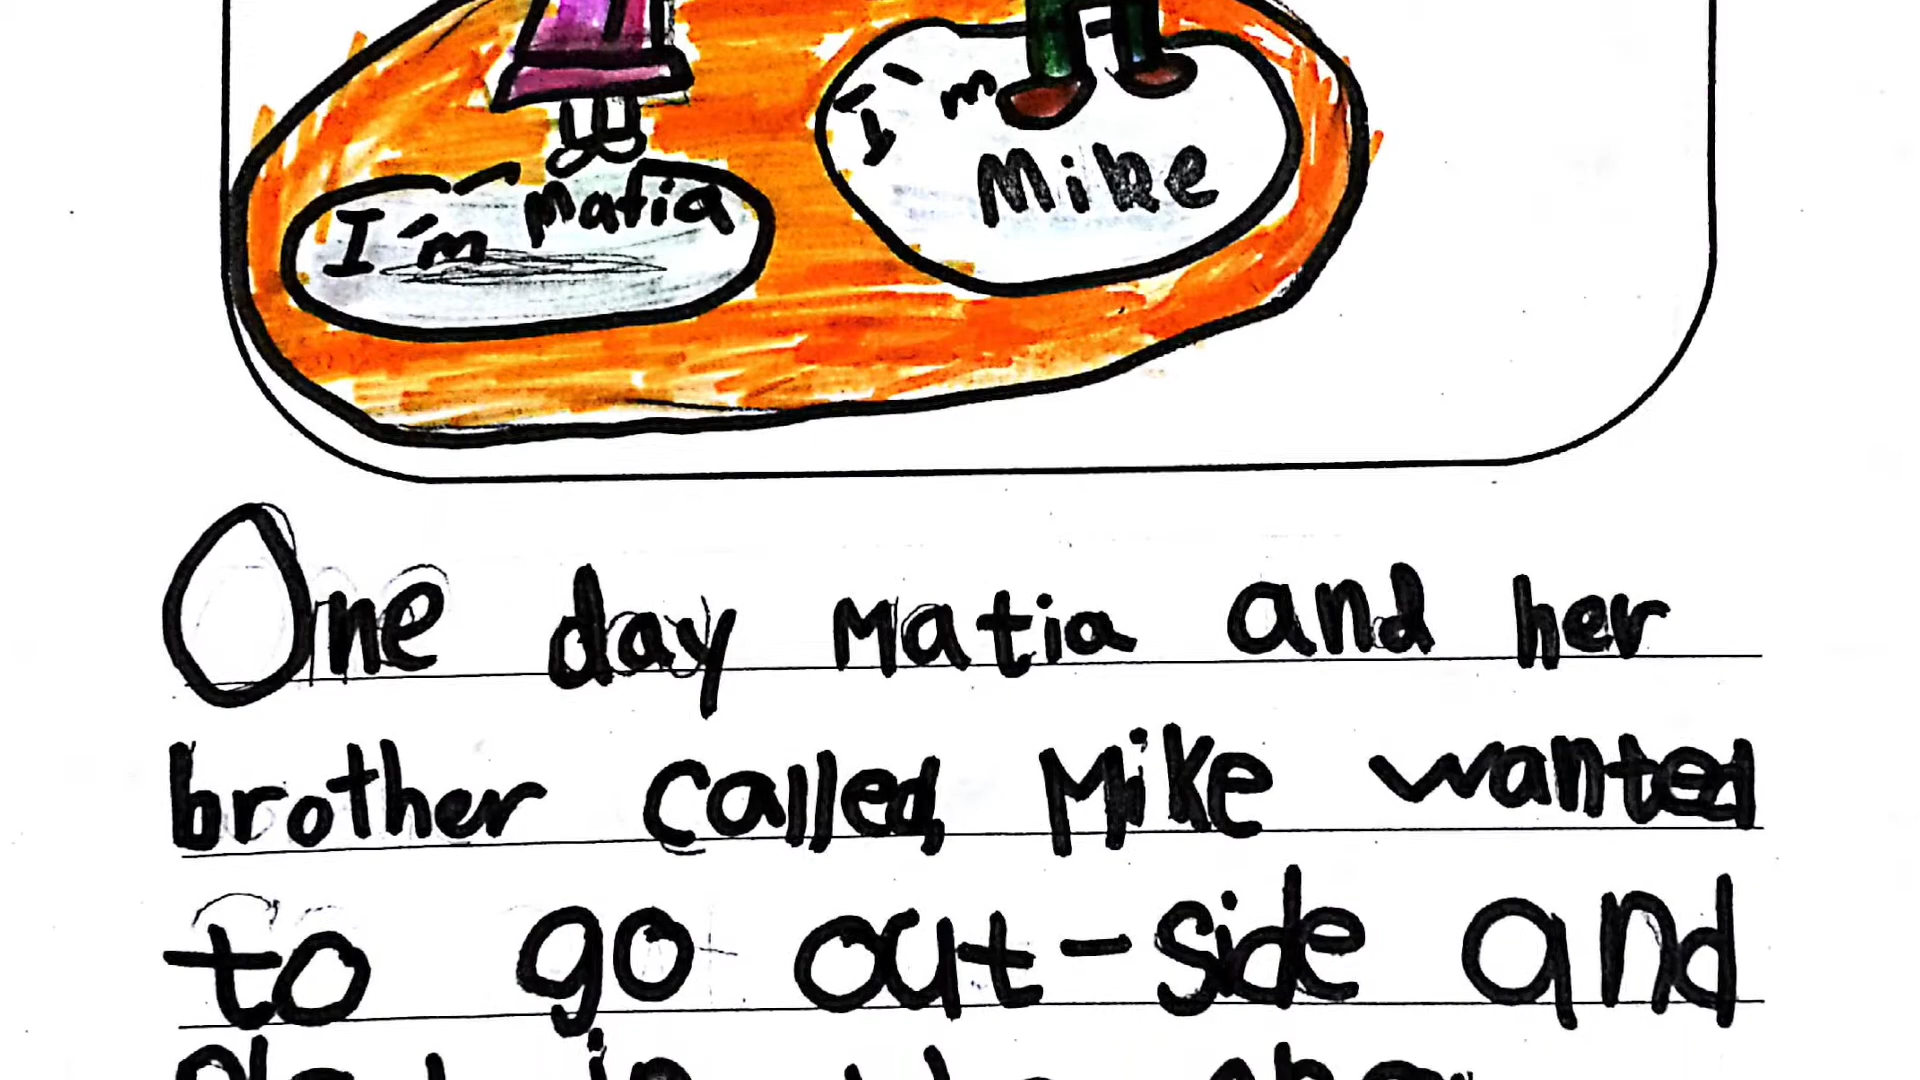 I'm Matia
I'm
Mike
One day Matia and her
brother called Mike wanted
to go out-side and